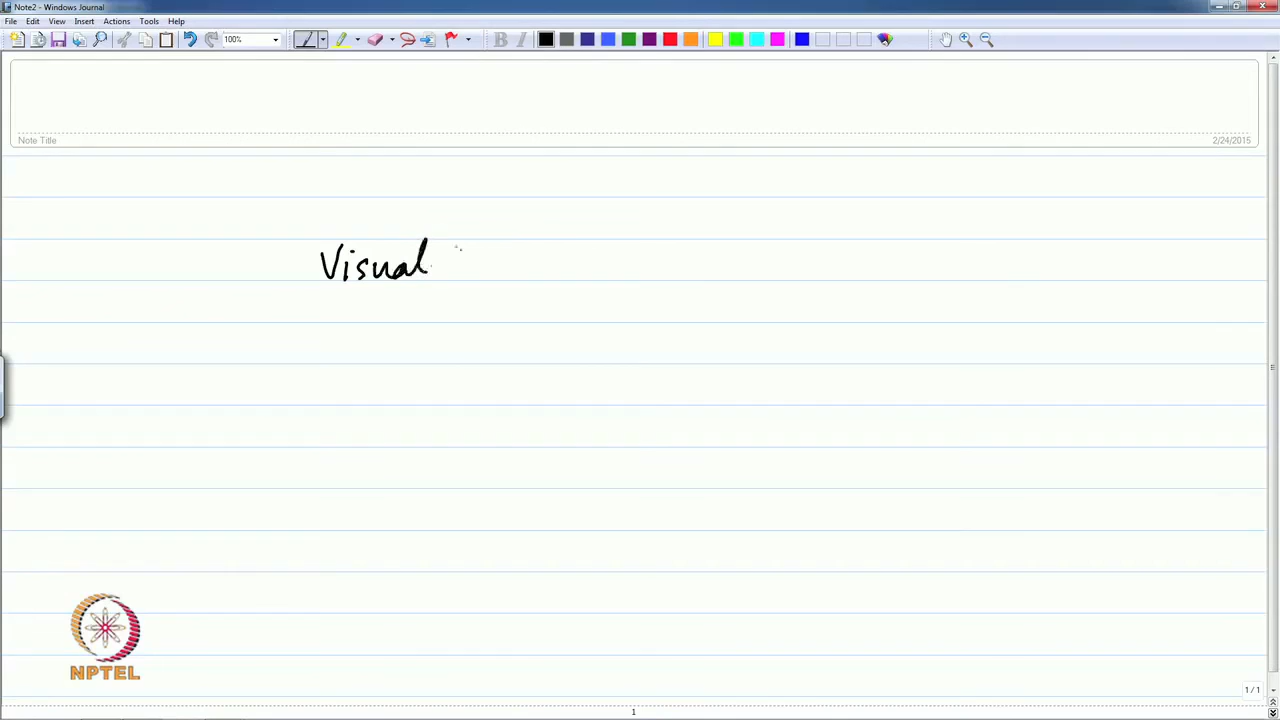 Note2 - Windows Journal
File Edit View Insert Actions Tools Help
100%
B I
Note Title
2/24/2015
Visual
NPTEL
1 / 1
1